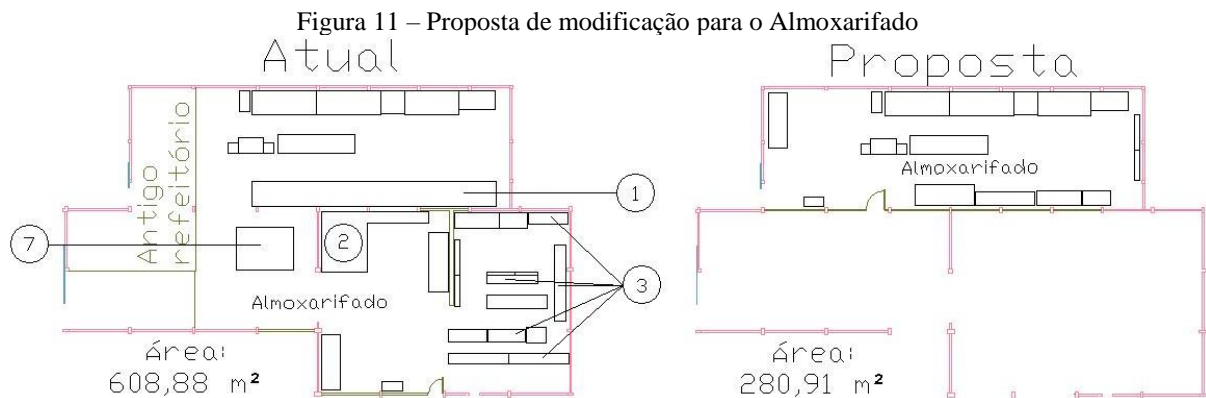 Figura 11 – Proposta de modificação para o Almoxarifado
Atual
Antigo
refeitório
1
7
2
3
Almoxarifado
Área:
608,88 m²
Proposta
Almoxarifado
Área:
280,91 m²